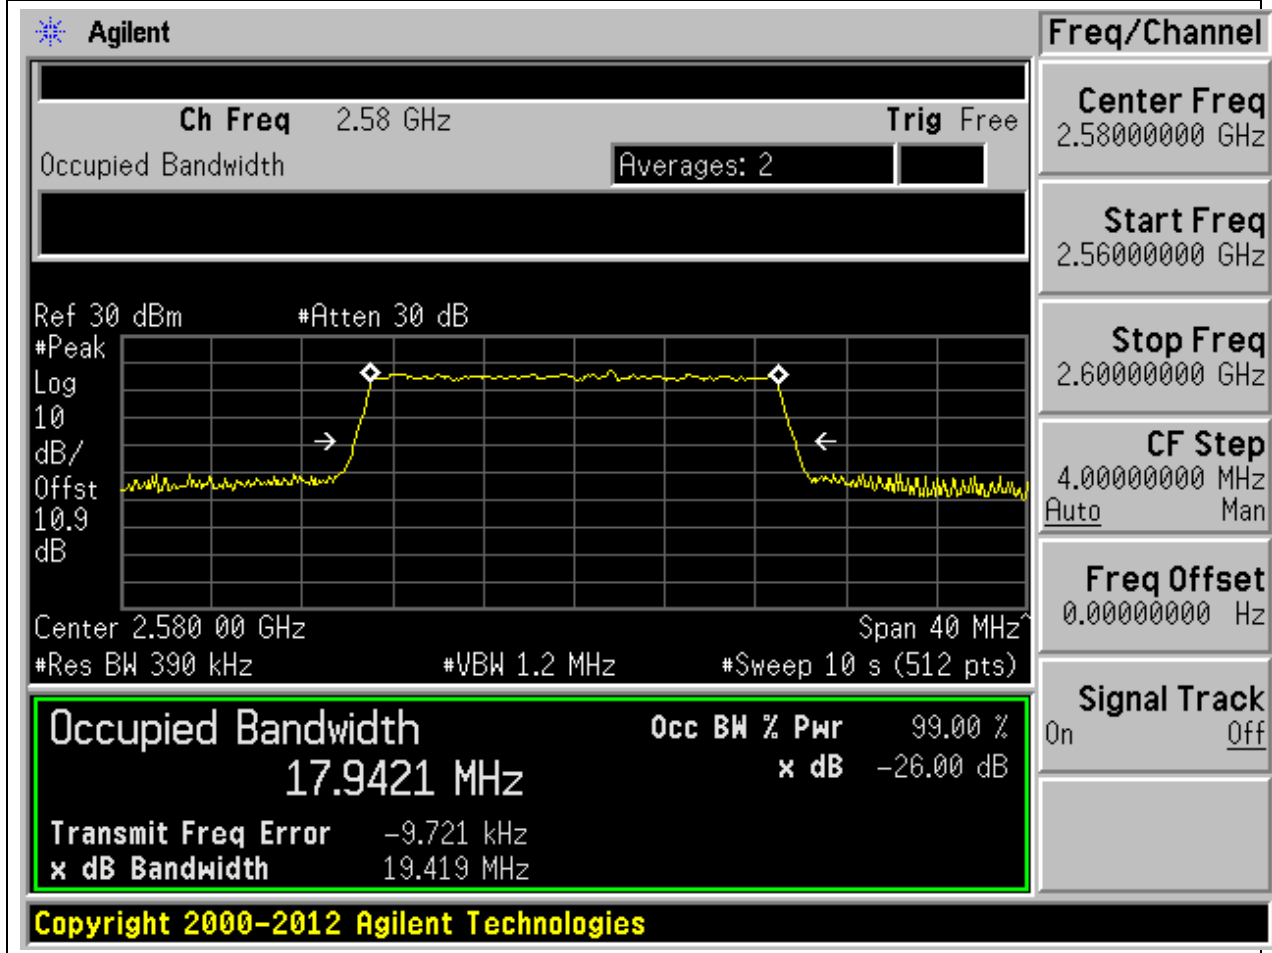 Agilent
Freq/Channel
Ch Freq 2.58 GHz Trig Free
Occupied Bandwidth Averages: 2
Center Freq
2.58000000 GHz
Start Freq
2.56000000 GHz
Stop Freq
2.60000000 GHz
CF Step
4.00000000 MHz
Auto Man
Freq Offset
0.00000000 Hz
Signal Track
On Off
Ref 30 dBm #Atten 30 dB
#Peak
Log
10
dB/
Offst
10.9
dB
Center 2.580 00 GHz Span 40 MHz^
#Res BW 390 kHz #VBW 1.2 MHz #Sweep 10 s (512 pts)
Occupied Bandwidth Occ BW % Pwr 99.00 %
17.9421 MHz x dB -26.00 dB
Transmit Freq Error -9.721 kHz
x dB Bandwidth 19.419 MHz
Copyright 2000-2012 Agilent Technologies